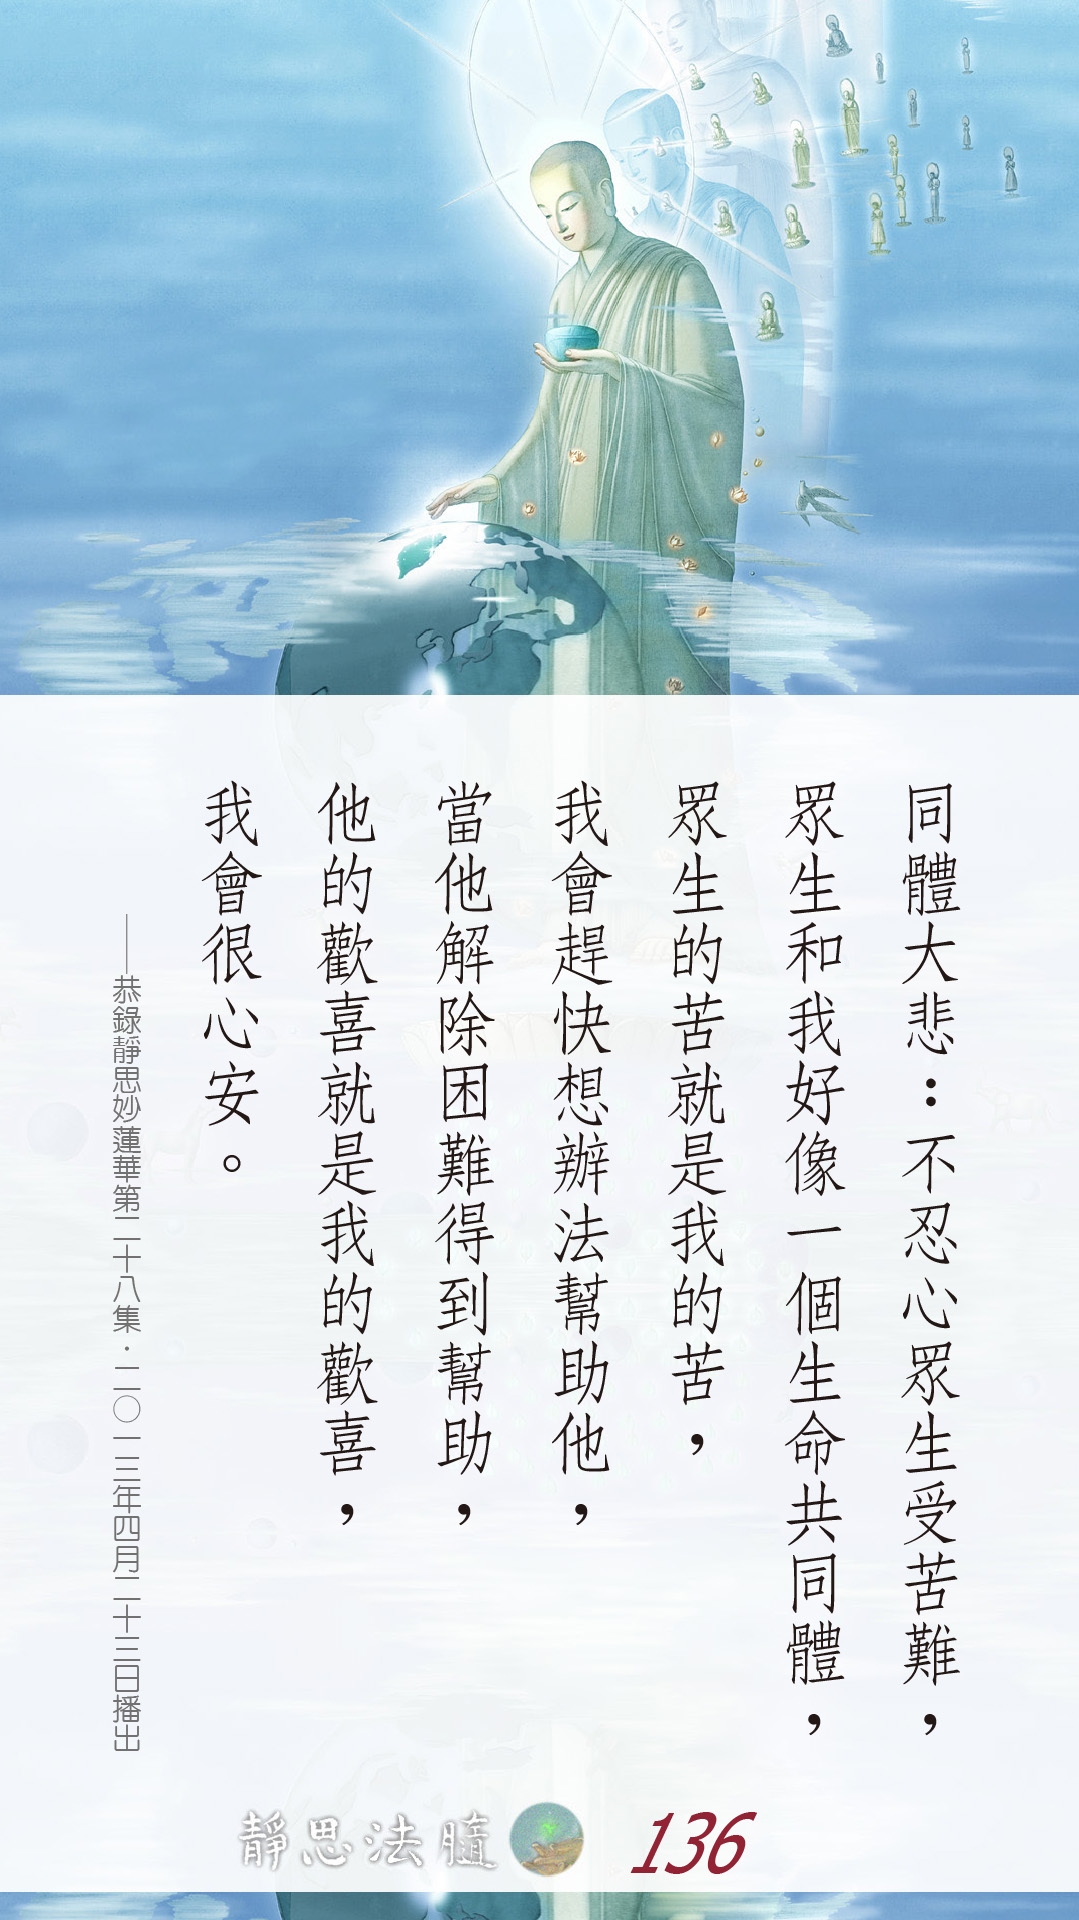 同體大悲：不忍心眾生受苦難，
眾生和我好像一個生命共同體，
眾生的苦就是我的苦，
我會趕快想辦法幫助他，
當他解除困難得到幫助，
他的歡喜就是我的歡喜，
我會很心安。
——恭錄靜思妙蓮華第二十八集·二〇一三年四月二十三日播出
靜思法髓
136